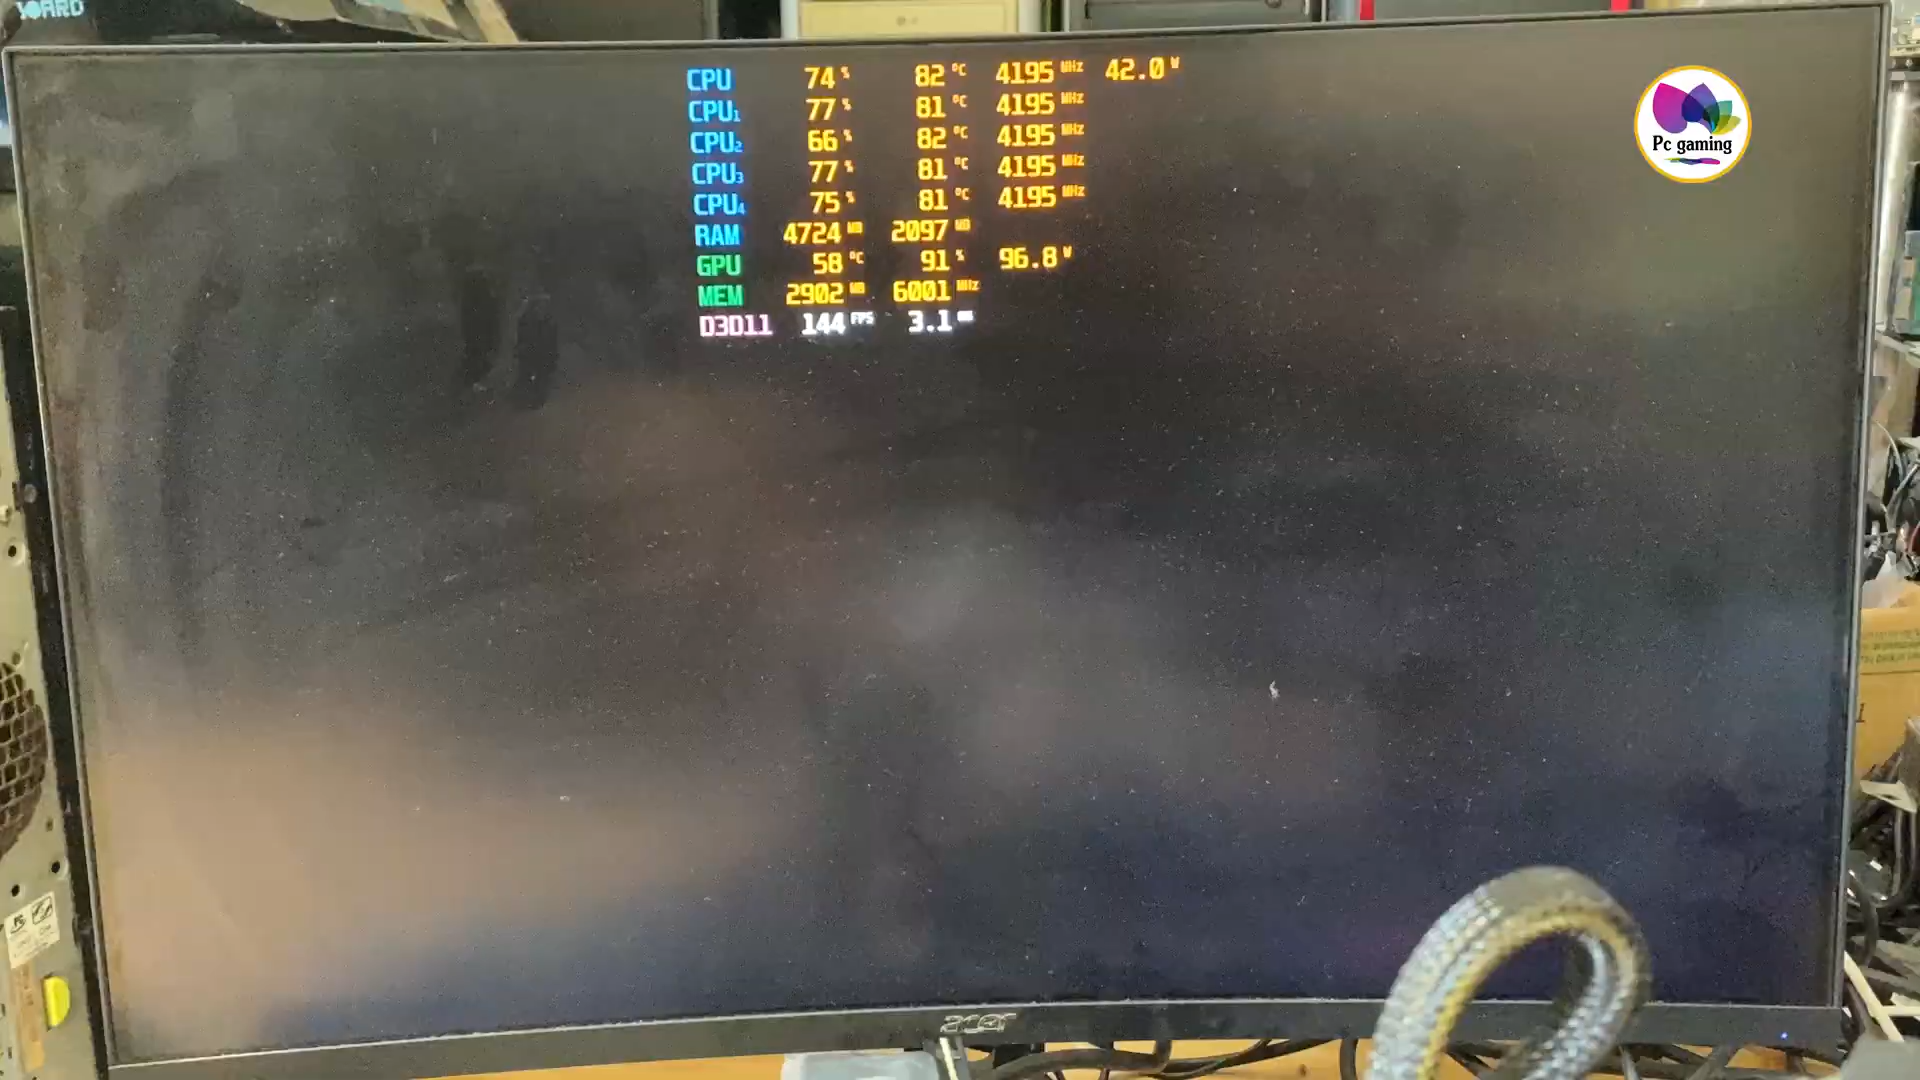 CPU 74 % 82 °C 4195 MHz 42.0 W
CPU1 77 % 81 °C 4195 MHz
CPU2 66 % 82 °C 4195 MHz
CPU3 77 % 81 °C 4195 MHz
CPU4 75 % 81 °C 4195 MHz
RAM 4724 MB 2097 MB
GPU 58 °C 91 % 96.8 W
MEM 2902 MB 6001 MHz
D3D11 144 FPS 3.1 ms
Pc gaming
acer